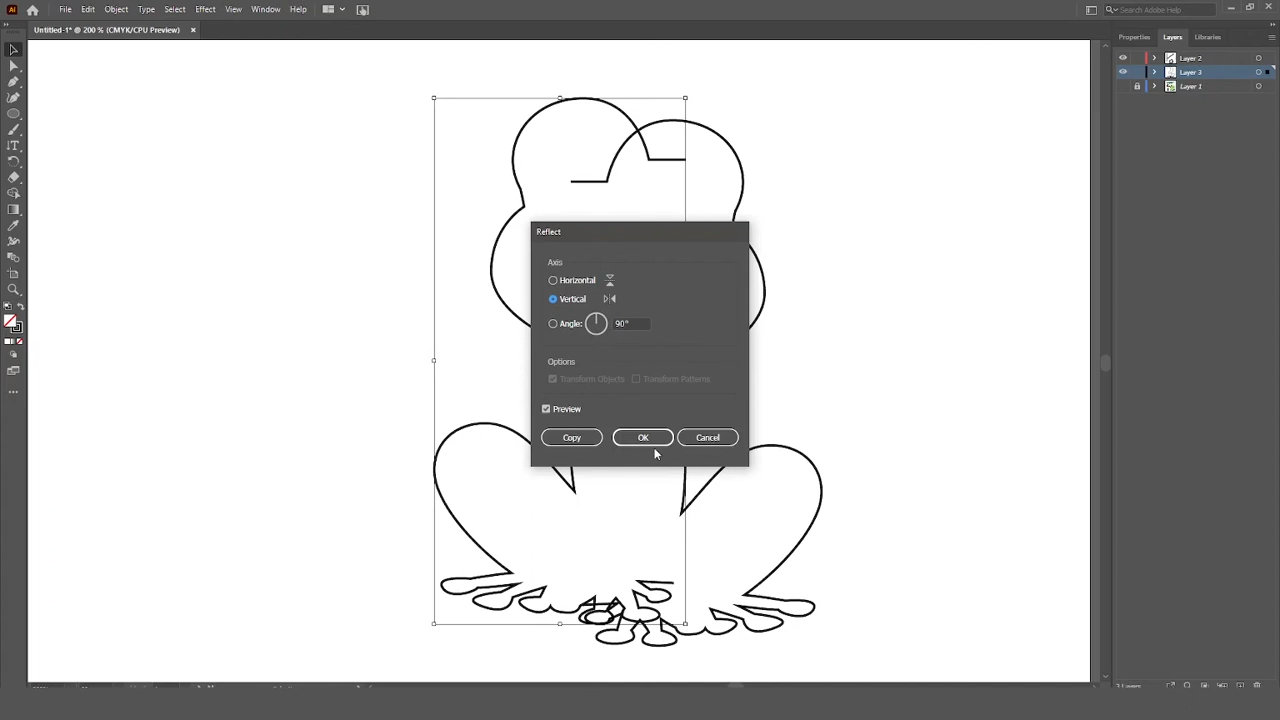 Ai File Edit Object Type Select Effect View Window Help Search Adobe Help
Untitled-1* @ 200 % (CMYK/CPU Preview) ×
Properties Layers Libraries
Layer 2
Layer 3
Layer 1
Reflect
Axis
Horizontal
Vertical
Angle: 90°
Options
Transform Objects Transform Patterns
Preview
Copy OK Cancel